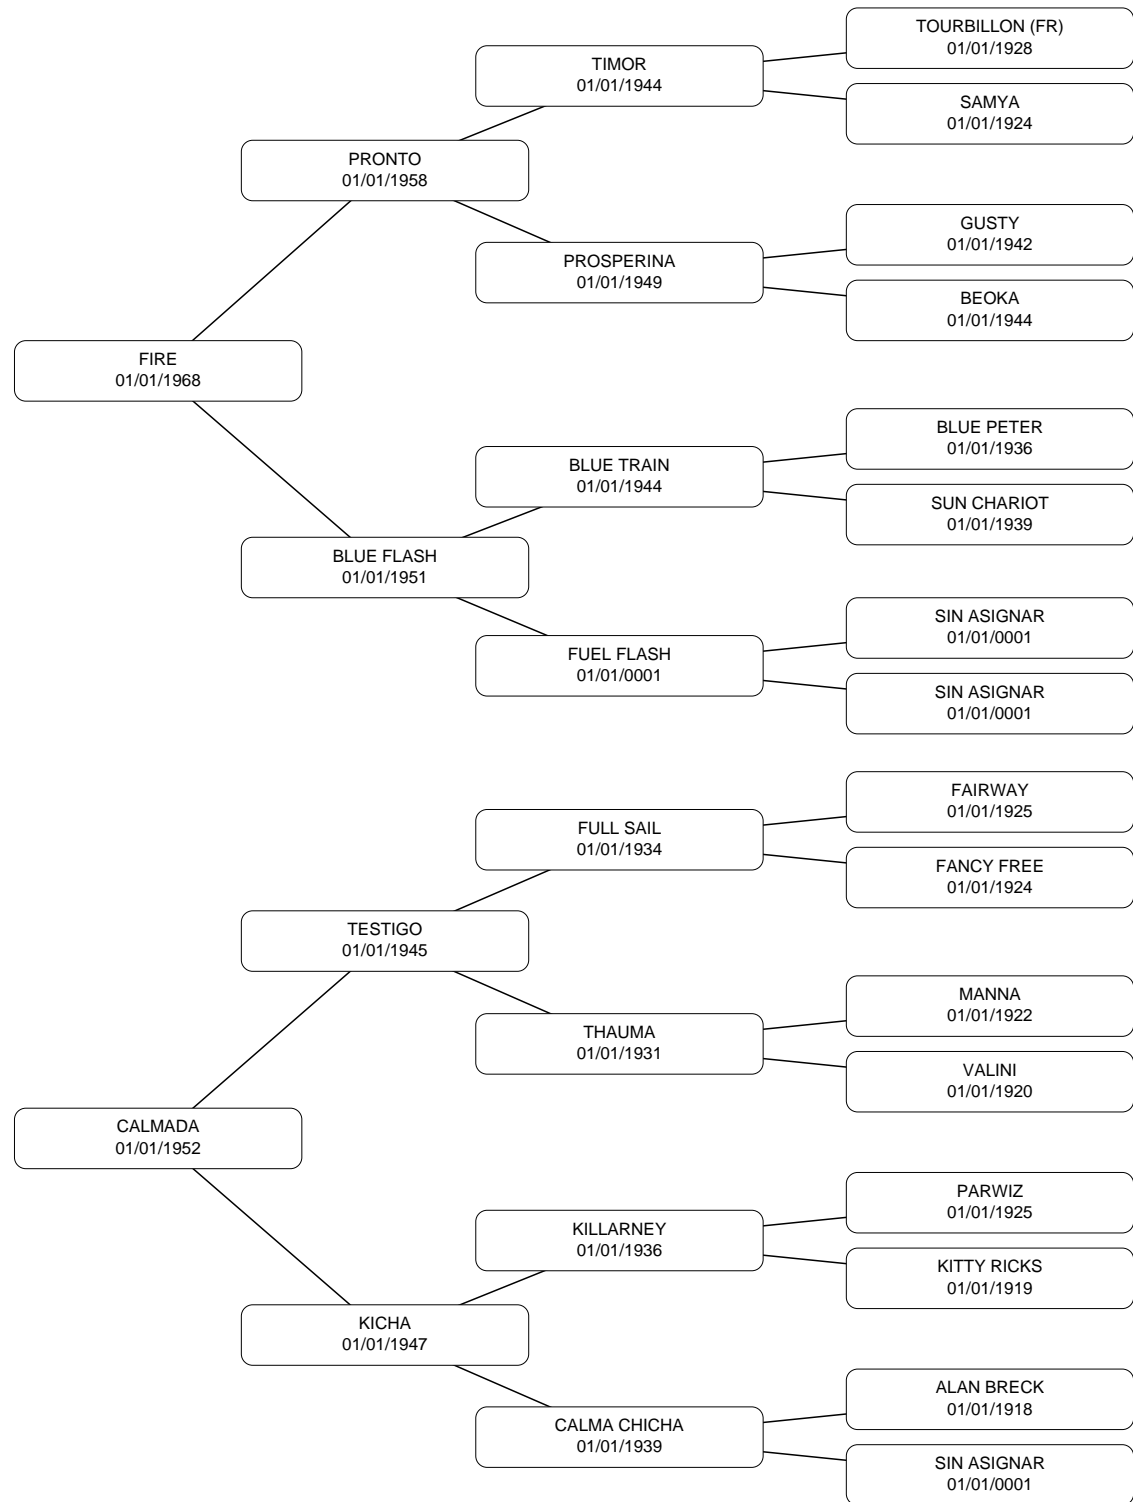 TOURBILLON (FR)
01/01/1928
TIMOR
01/01/1944
SAMYA
01/01/1924
PRONTO
01/01/1958
GUSTY
01/01/1942
PROSPERINA
01/01/1949
BEOKA
01/01/1944
FIRE
01/01/1968
BLUE PETER
01/01/1936
BLUE TRAIN
01/01/1944
SUN CHARIOT
01/01/1939
BLUE FLASH
01/01/1951
SIN ASIGNAR
01/01/0001
FUEL FLASH
01/01/0001
SIN ASIGNAR
01/01/0001
FAIRWAY
01/01/1925
FULL SAIL
01/01/1934
FANCY FREE
01/01/1924
TESTIGO
01/01/1945
MANNA
01/01/1922
THAUMA
01/01/1931
VALINI
01/01/1920
CALMADA
01/01/1952
PARWIZ
01/01/1925
KILLARNEY
01/01/1936
KITTY RICKS
01/01/1919
KICHA
01/01/1947
ALAN BRECK
01/01/1918
CALMA CHICHA
01/01/1939
SIN ASIGNAR
01/01/0001